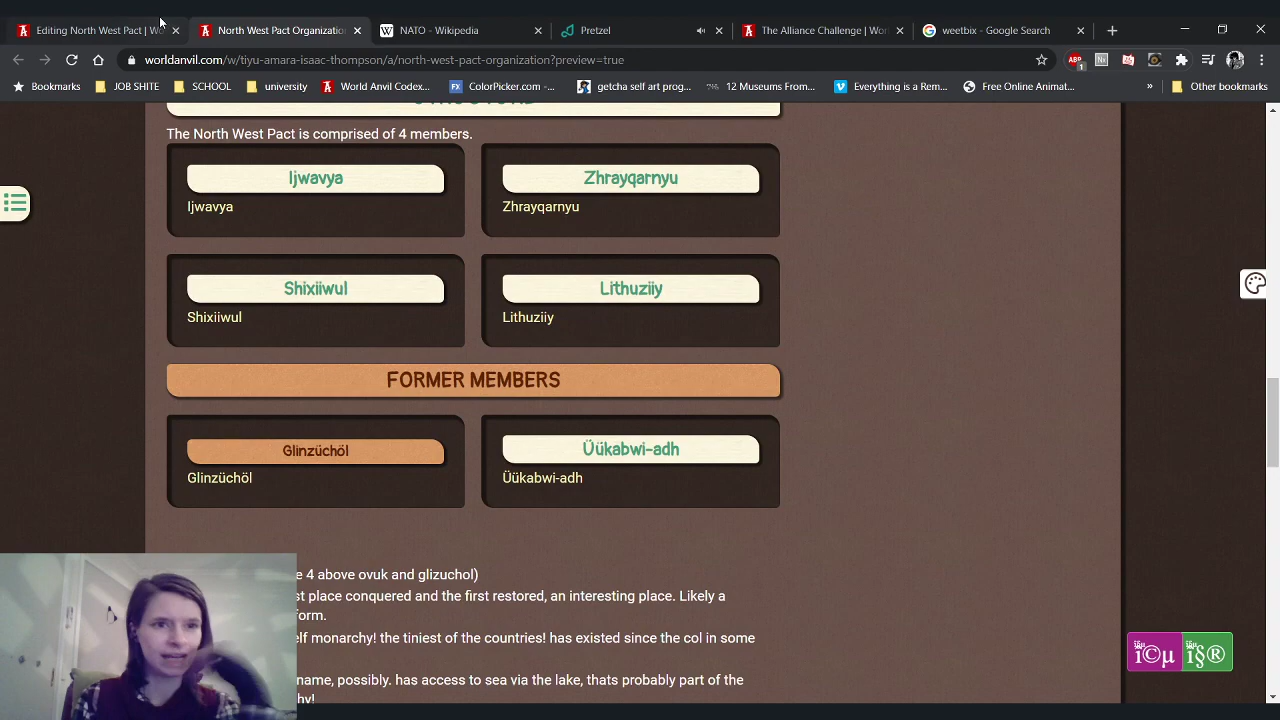 Editing North West Pact | Wo
North West Pact Organizatio
NATO - Wikipedia
Pretzel
The Alliance Challenge | Wor
weetbix - Google Search
worldanvil.com/w/tiyu-amara-isaac-thompson/a/north-west-pact-organization?preview=true
Bookmarks
JOB SHITE
SCHOOL
university
World Anvil Codex...
ColorPicker.com -...
getcha self art prog...
12 Museums From...
Everything is a Rem...
Free Online Animat...
»
Other bookmarks
The North West Pact is comprised of 4 members.
Ijwavya
Ijwavya
Zhrayqarnyu
Zhrayqarnyu
Shixiiwul
Shixiiwul
Lithuziiy
Lithuziiy
FORMER MEMBERS
Glinzüchöl
Glinzüchöl
Üükabwi-adh
Üükabwi-adh
e 4 above ovuk and glizuchol)
st place conquered and the first restored, an interesting place. Likely a
form.
elf monarchy! the tiniest of the countries! has existed since the col in some
name, possibly. has access to sea via the lake, thats probably part of the
hy!